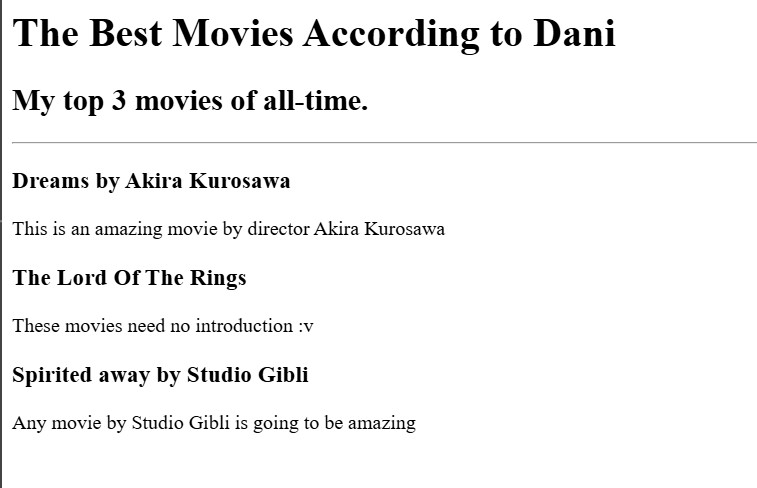 The Best Movies According to Dani
My top 3 movies of all-time.
Dreams by Akira Kurosawa
This is an amazing movie by director Akira Kurosawa
The Lord Of The Rings
These movies need no introduction :v
Spirited away by Studio Gibli
Any movie by Studio Gibli is going to be amazing